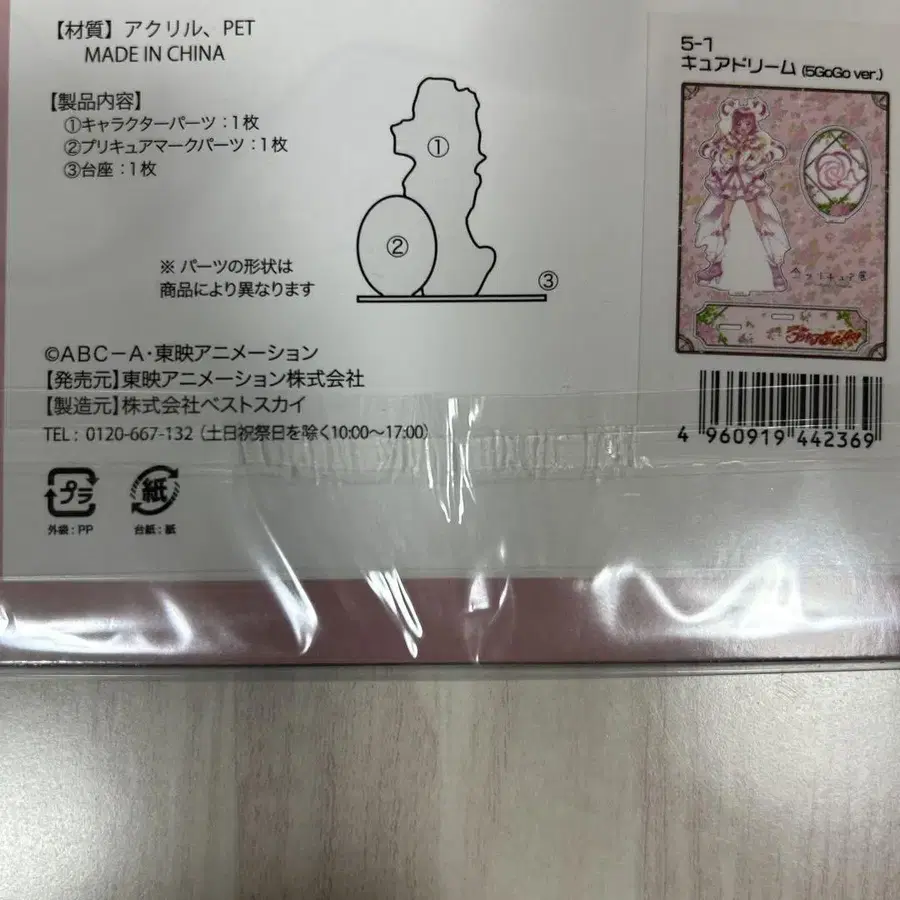 【材質】アクリル、PET
MADE IN CHINA
【製品内容】
①キャラクターパーツ：1枚
②プリキュアマークパーツ：1枚
③台座：1枚
①
②
③
※ パーツの形状は
商品により異なります
©ABC－A・東映アニメーション
【発売元】東映アニメーション株式会社
【製造元】株式会社ベストスカイ
TEL：0120-667-132（土日祝祭日を除く10:00～17:00）
プラ
外袋：PP
紙
台紙：紙
5-1
キュアドリーム (5GoGo ver.)
4 960919 442369